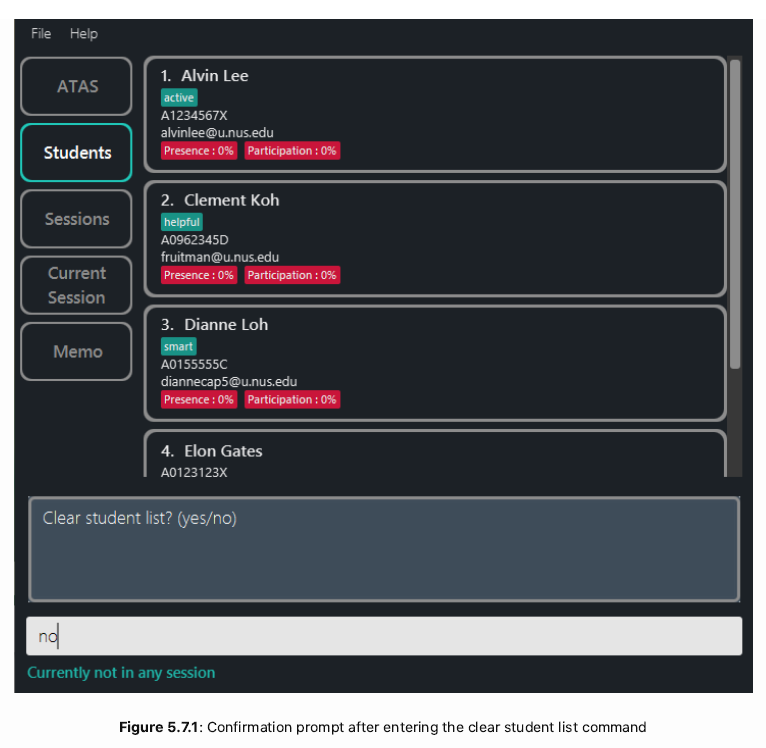 File Help
ATAS
Students
Sessions
Current
Session
Memo
1. Alvin Lee
active
A1234567X
alvinlee@u.nus.edu
Presence : 0% Participation : 0%
2. Clement Koh
helpful
A0962345D
fruitman@u.nus.edu
Presence : 0% Participation : 0%
3. Dianne Loh
smart
A0155555C
diannecap5@u.nus.edu
Presence : 0% Participation : 0%
4. Elon Gates
A0123123X
Clear student list? (yes/no)
no
Currently not in any session
Figure 5.7.1: Confirmation prompt after entering the clear student list command